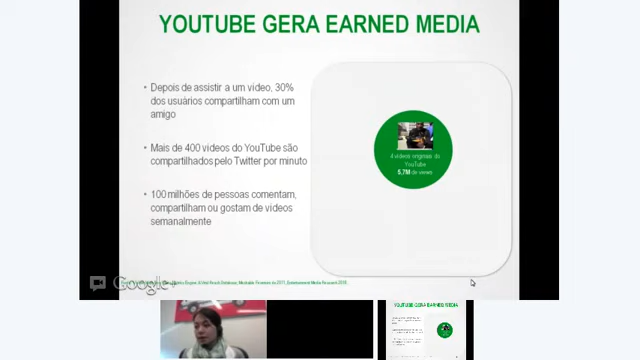 YOUTUBE GERA EARNED MEDIA
• Depois de assistir a um vídeo, 30%
dos usuários compartilham com um
amigo
• Mais de 400 videos do YouTube são
compartilhados pelo Twitter por minuto
• 100 milhões de pessoas comentam,
compartilham ou gostam de vídeos
semanalmente
4 vídeos originais do
YouTube
5,7M de views
Google+
YOUTUBE GERA EARNED MEDIA